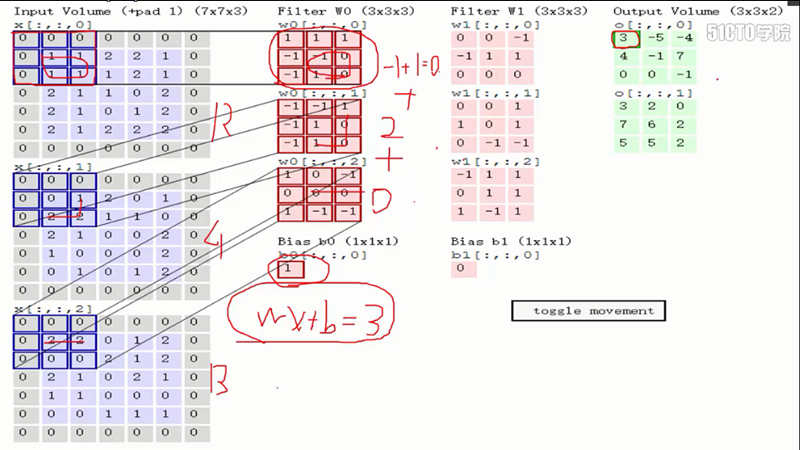 Input Volume (+pad 1) (7x7x3)
x[:,:,0]
0 0 0 0 0 0 0
0 1 2 2 1 0
0 1 1 1 2 1 0
0 2 1 1 0 2 0
0 2 1 0 1 2 0
0 2 1 2 2 2 0
0 0 0 0 0 0 0
R
x[:,:,1]
0 0 0 0 0 0 0
0 0 1 2 0 1 0
0 2 2 1 1 0 0
0 2 1 0 0 2 0
0 1 0 0 0 2 0
0 0 1 0 1 2 0
0 0 0 0 0 0 0
G
x[:,:,2]
0 0 0 0 0 0 0
0 2 2 0 1 2 0
0 0 0 2 1 2 0
0 2 1 0 2 1 0
0 1 1 0 0 0 0
0 0 0 1 1 1 0
0 0 0 0 0 0 0
B
Filter W0 (3x3x3)
w0[:,:,0]
1 1 1
-1 -1 0
-1 1 0
-1+1=0
+
w0[:,:,1]
-1 -1 1
-1 1 0
-1 1 0
2
+
w0[:,:,2]
1 0 -1
0 0 0
1 -1 -1
0
Bias b0 (1x1x1)
b0[:,:,0]
1
wx+b=3
Filter W1 (3x3x3)
w1[:,:,0]
0 0 -1
-1 1 1
0 0 0
w1[:,:,1]
0 0 1
1 0 1
0 -1 -1
w1[:,:,2]
-1 1 1
0 1 1
1 -1 1
Bias b1 (1x1x1)
b1[:,:,0]
0
Output Volume (3x3x2)
o[:,:,0]
3 -5 -4
4 -1 7
0 0 -1
o[:,:,1]
3 2 0
7 6 2
5 5 2
toggle movement
51CTO学院